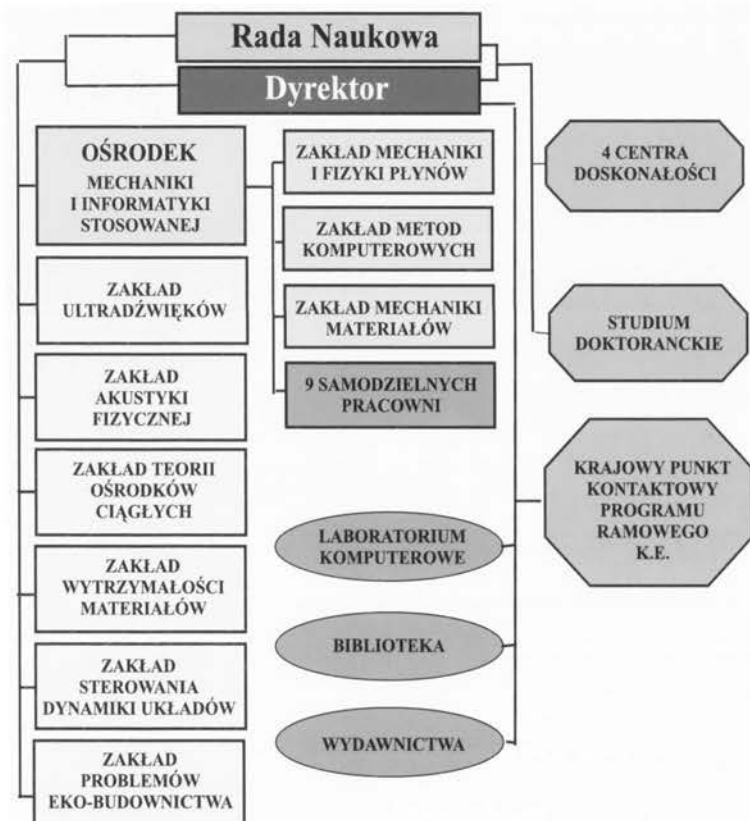 Rada Naukowa
Dyrektor
OŚRODEK
MECHANIKI
I INFORMATYKI
STOSOWANEJ
ZAKŁAD
ULTRADŹWIĘKÓW
ZAKŁAD
AKUSTYKI
FIZYCZNEJ
ZAKŁAD TEORII
OŚRODKÓW
CIĄGŁYCH
ZAKŁAD
WYTRZYMAŁOŚCI
MATERIAŁÓW
ZAKŁAD
STEROWANIA
DYNAMIKI UKŁADÓW
ZAKŁAD
PROBLEMÓW
EKO-BUDOWNICTWA
ZAKŁAD MECHANIKI
I FIZYKI PŁYNÓW
ZAKŁAD METOD
KOMPUTEROWYCH
ZAKŁAD MECHANIKI
MATERIAŁÓW
9 SAMODZIELNYCH
PRACOWNI
LABORATORIUM
KOMPUTEROWE
BIBLIOTEKA
WYDAWNICTWA
4 CENTRA
DOSKONAŁOŚCI
STUDIUM
DOKTORANCKIE
KRAJOWY PUNKT
KONTAKTOWY
PROGRAMU
RAMOWEGO
K.E.